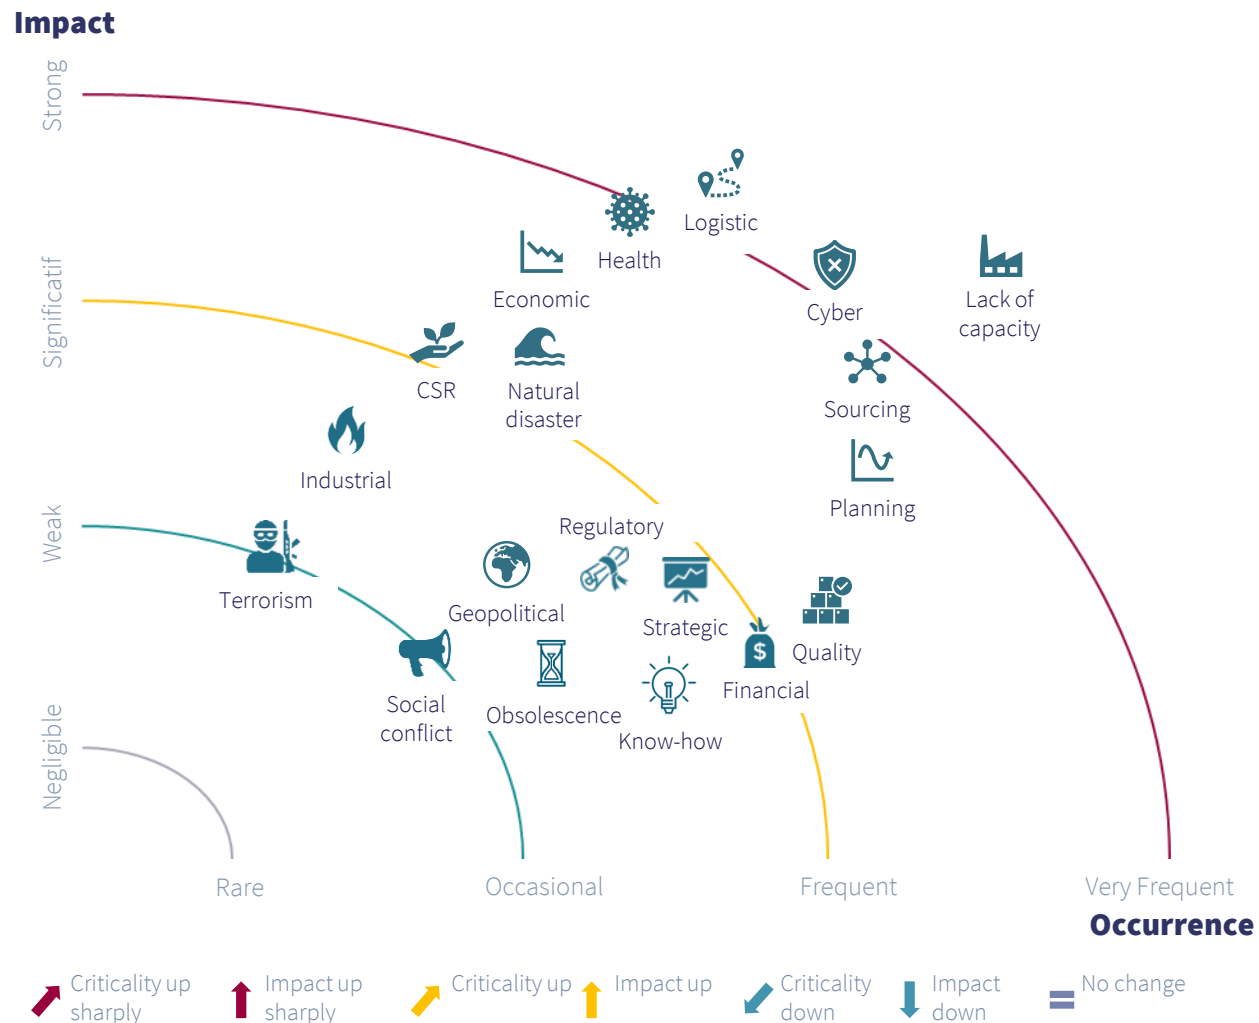 Impact
Strong
Significatif
Weak
Negligible
Logistic
Health
Economic
Cyber
Lack of
capacity
CSR
Natural
disaster
Sourcing
Industrial
Planning
Regulatory
Terrorism
Geopolitical
Strategic
Quality
$
Financial
Social
conflict
Obsolescence
Know-how
Rare
Occasional
Frequent
Very Frequent
Occurrence
Criticality up
sharply
Impact up
sharply
Criticality up
Impact up
Criticality
down
Impact
down
No change